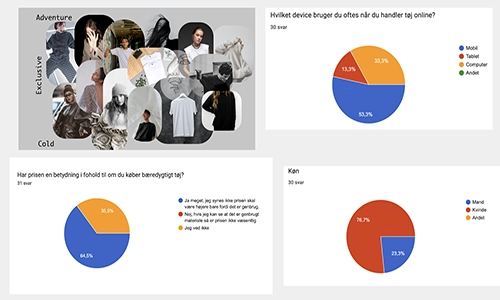 Adventure
Exclusive
Cold
Hvilket device bruger du oftes når du handler tøj online?
30 svar
33,3%
13,3%
53,3%
Mobil
Tablet
Computer
Andet
Har prisen en betydning i fohold til om du køber bæredygtigt tøj?
31 svar
35,5%
64,5%
Ja meget, jeg synes ikke prisen skal
være højere bare fordi det er genbrug.
Nej, hvis jeg kan se at det er genbrugt
materiale så er prisen ikke væsentlig
Jeg ved ikke
Køn
30 svar
76,7%
23,3%
Mand
Kvinde
Andet